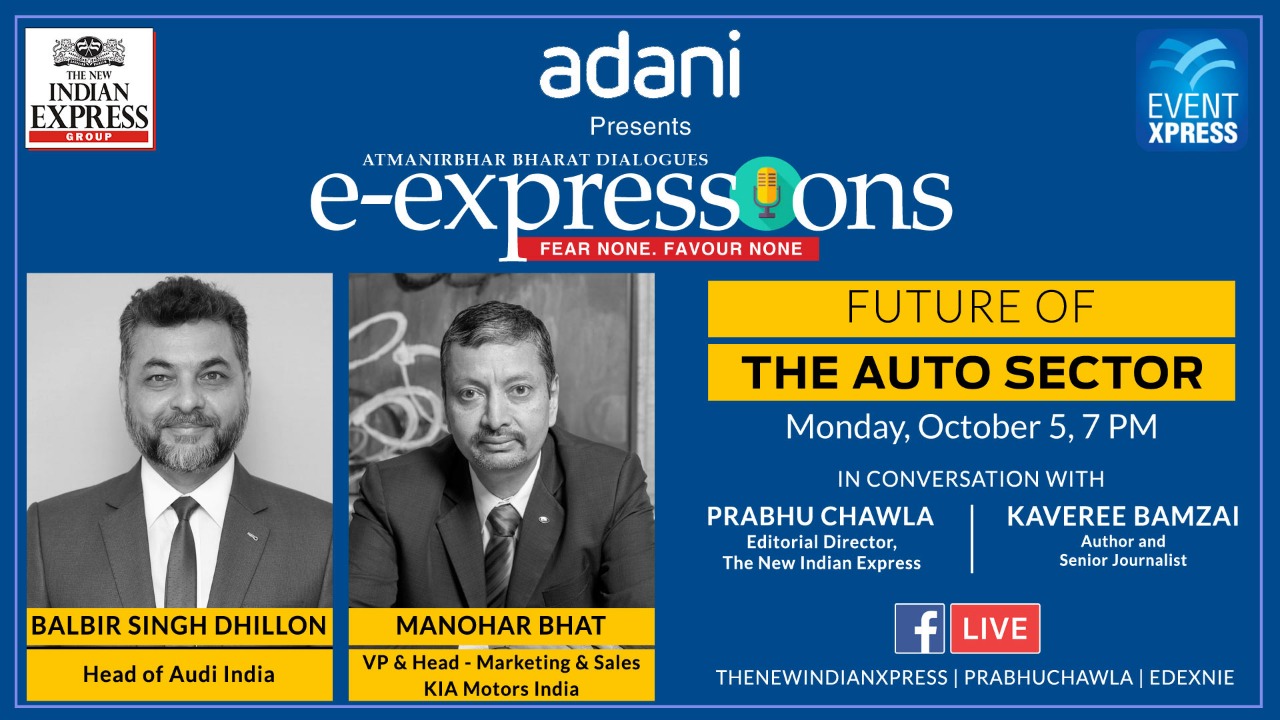 THE NEW
INDIAN
EXPRESS
GROUP
adani
Presents
EVENT
XPRESS
ATMANIRBHAR BHARAT DIALOGUES
e-expressions
FEAR NONE. FAVOUR NONE
FUTURE OF
THE AUTO SECTOR
Monday, October 5, 7 PM
IN CONVERSATION WITH
PRABHU CHAWLA
Editorial Director,
The New Indian Express
KAVEREE BAMZAI
Author and
Senior Journalist
BALBIR SINGH DHILLON
Head of Audi India
MANOHAR BHAT
VP & Head - Marketing & Sales
KIA Motors India
f LIVE
THENEWINDIANXPRESS | PRABHUCHAWLA | EDEXNIE